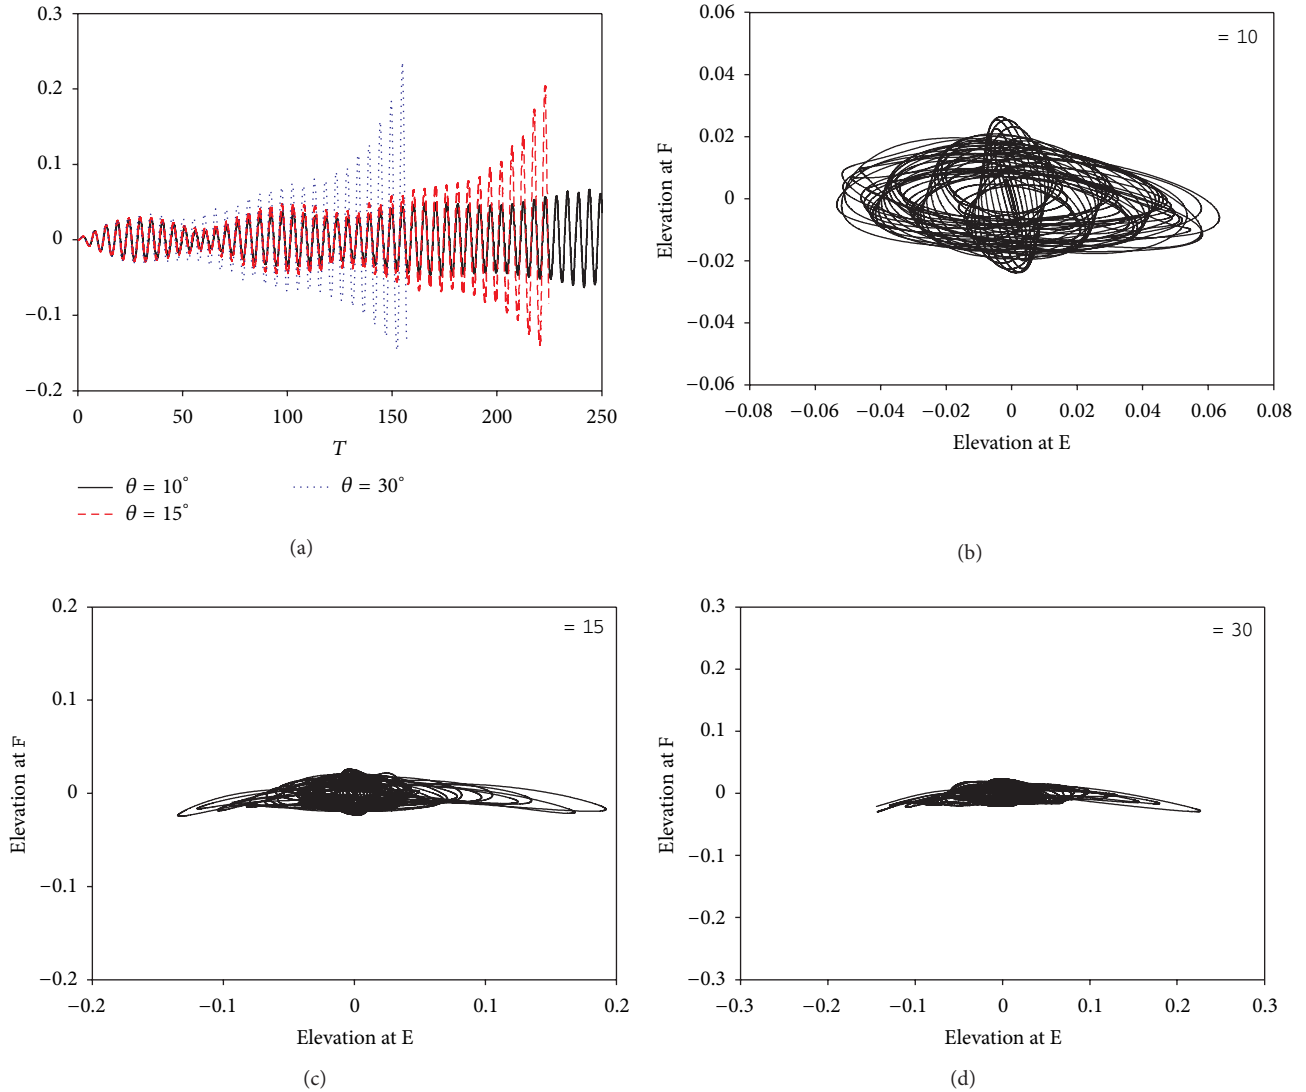 0.3
0.2
0.1
0
−0.1
−0.2
0 50 100 150 200 250
T
θ = 10°
θ = 15°
θ = 30°
(a)
0.06
0.04
0.02
0
−0.02
−0.04
−0.06
Elevation at F
= 10
−0.08 −0.06 −0.04 −0.02 0 0.02 0.04 0.06 0.08
Elevation at E
(b)
0.2
0.1
0
−0.1
−0.2
Elevation at F
= 15
−0.2 −0.1 0 0.1 0.2
Elevation at E
(c)
0.3
0.2
0.1
0
−0.1
−0.2
−0.3
Elevation at F
= 30
−0.3 −0.2 −0.1 0 0.1 0.2 0.3
Elevation at E
(d)